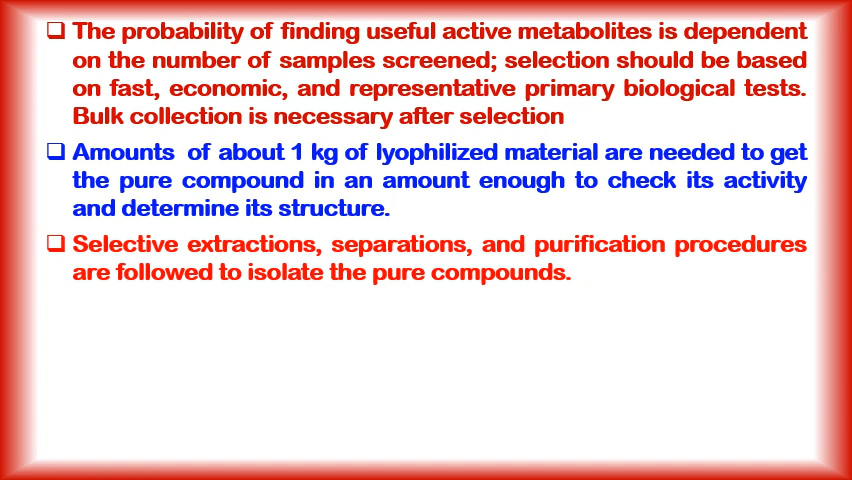 ❑ The probability of finding useful active metabolites is dependent
on the number of samples screened; selection should be based
on fast, economic, and representative primary biological tests.
Bulk collection is necessary after selection
❑ Amounts of about 1 kg of lyophilized material are needed to get
the pure compound in an amount enough to check its activity
and determine its structure.
❑ Selective extractions, separations, and purification procedures
are followed to isolate the pure compounds.